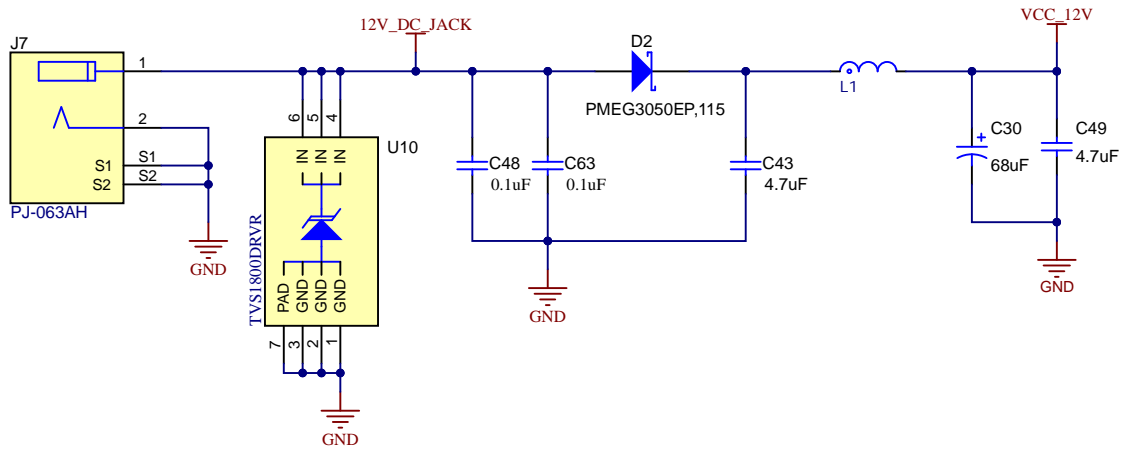 VCC_12V
12V_DC_JACK
J7
D2
1
L1
PMEG3050EP,115
2
6
5
4
U10
IN
IN
IN
C30
+
68uF
C49
4.7uF
S1
S1
S2
S2
C48
0.1uF
C63
0.1uF
C43
4.7uF
PJ-063AH
TVS1800DRVR
GND
PAD
GND
GND
GND
GND
GND
7
3
2
1
GND